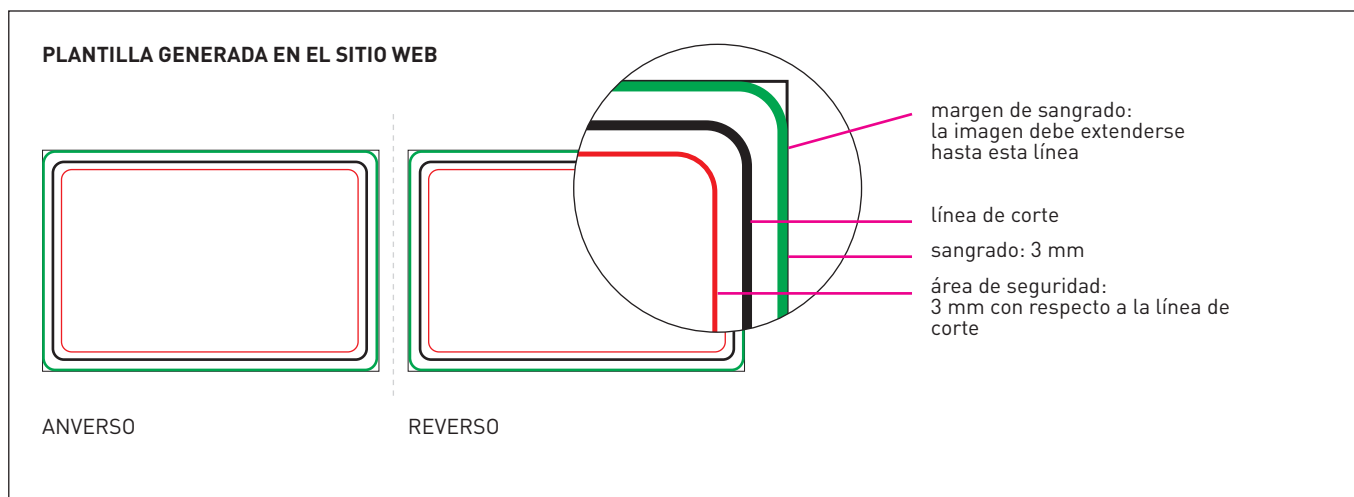 PLANTILLA GENERADA EN EL SITIO WEB
margen de sangrado:
la imagen debe extenderse
hasta esta línea
línea de corte
sangrado: 3 mm
área de seguridad:
3 mm con respecto a la línea de
corte
ANVERSO
REVERSO